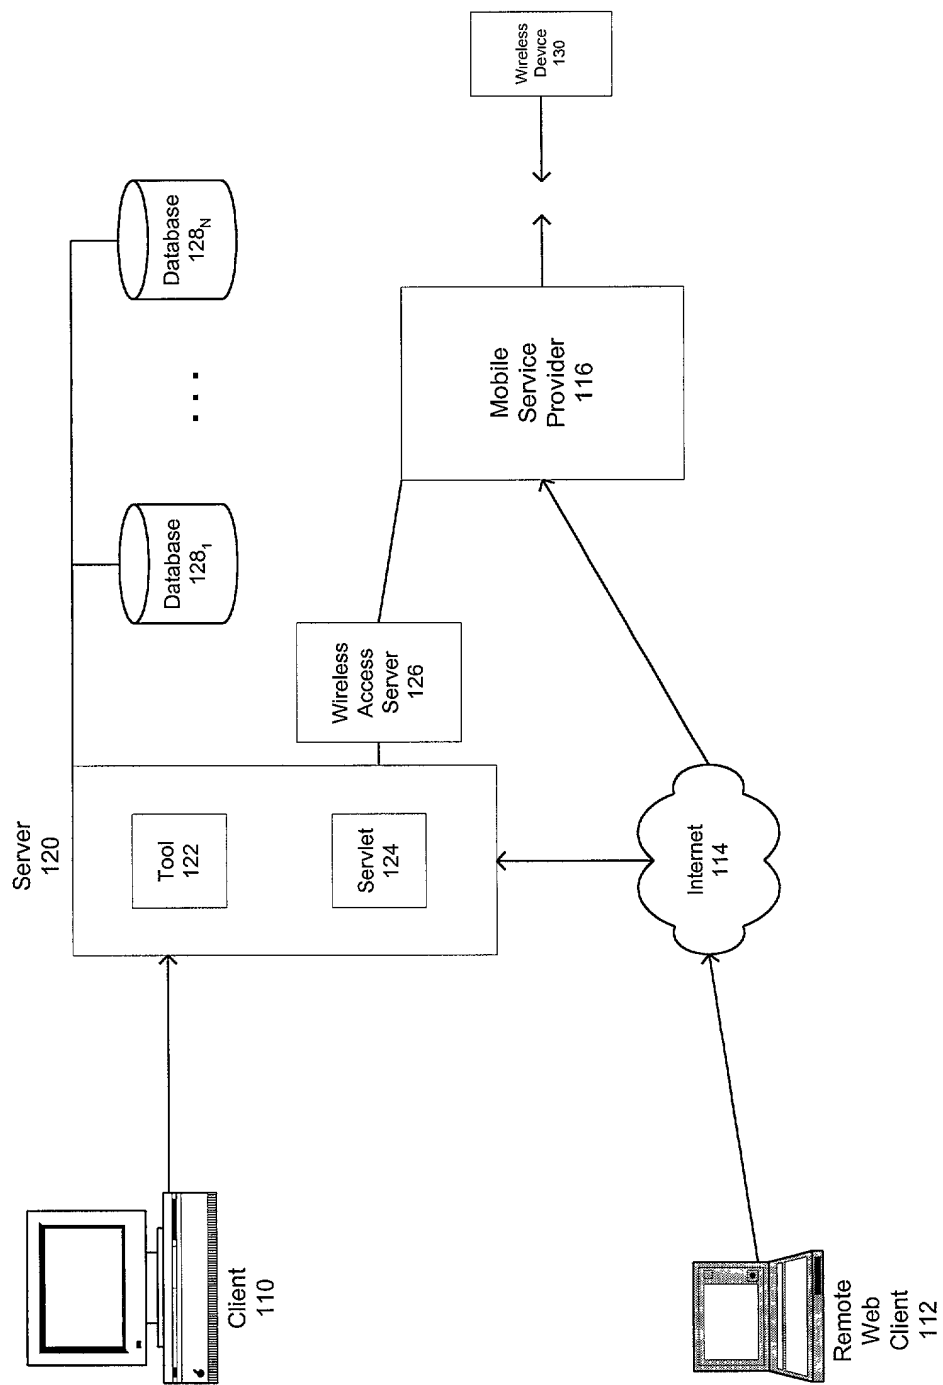 Server
120
Tool
122
Servlet
124
Database
128₁
. . .
Database
128N
Wireless
Access
Server
126
Mobile
Service
Provider
116
Wireless
Device
130
Client
110
Internet
114
Remote
Web
Client
112